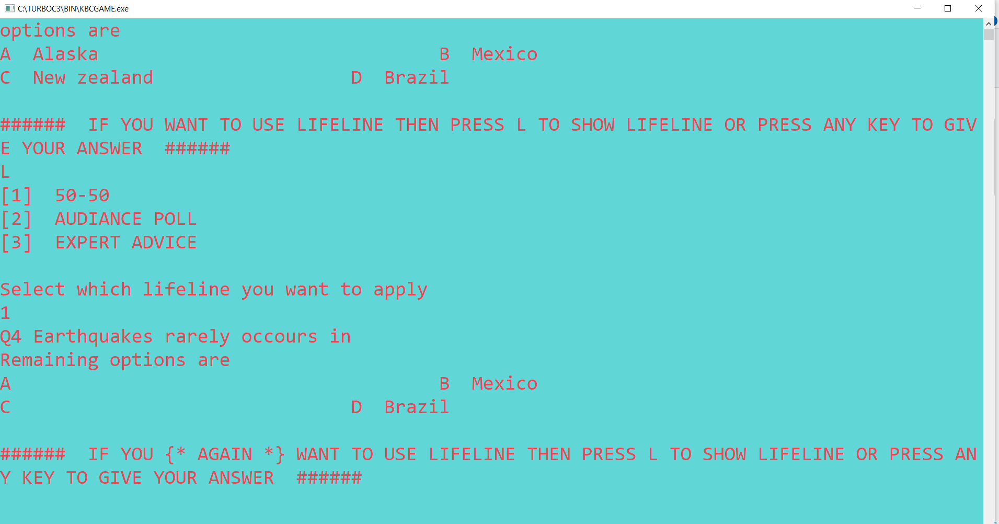 C:\TURBOC3\BIN\KBCGAME.exe
options are
A  Alaska                               B  Mexico
C  New zealand                  D  Brazil
######  IF YOU WANT TO USE LIFELINE THEN PRESS L TO SHOW LIFELINE OR PRESS ANY KEY TO GIV
E YOUR ANSWER  ######
L
[1]  50-50
[2]  AUDIANCE POLL
[3]  EXPERT ADVICE
Select which lifeline you want to apply
1
Q4 Earthquakes rarely occours in
Remaining options are
A                                       B  Mexico
C                               D  Brazil
######  IF YOU {* AGAIN *} WANT TO USE LIFELINE THEN PRESS L TO SHOW LIFELINE OR PRESS AN
Y KEY TO GIVE YOUR ANSWER  ######